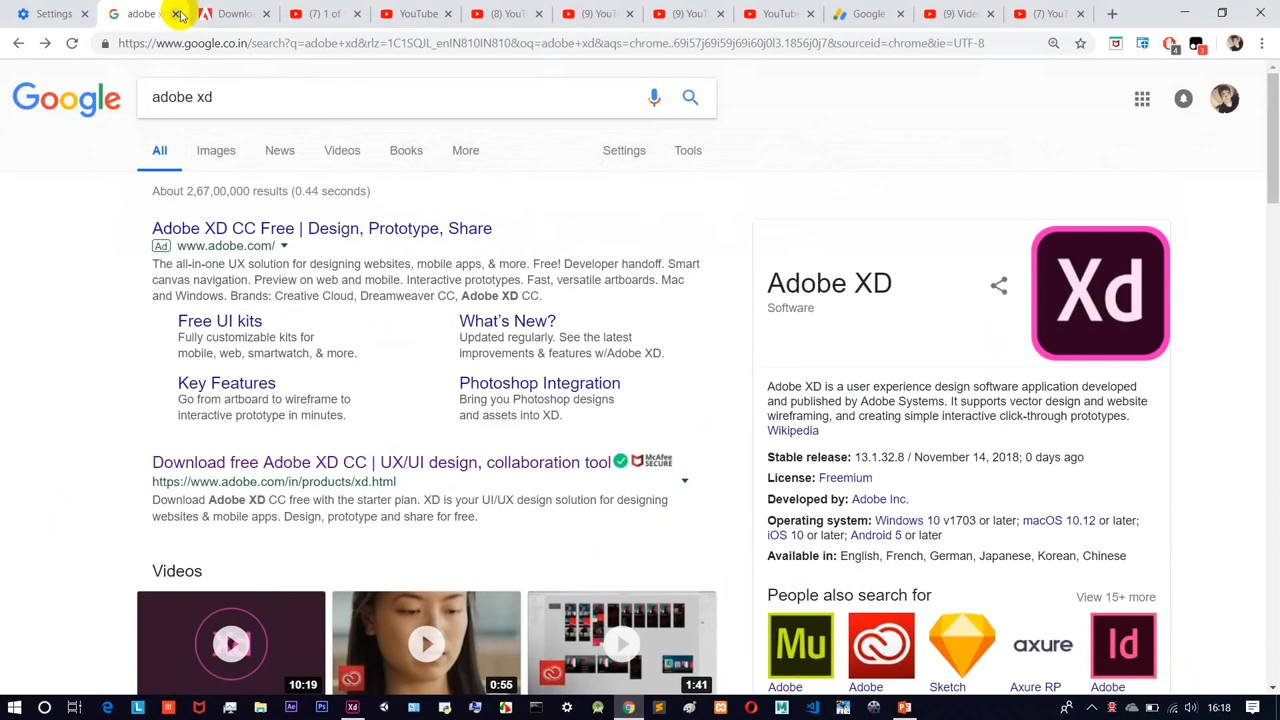 Settings
adobe x
Downlo
(7) 1 of
YouTube
(8) YouT
(9) YouT
(9) YouT
YouTube
Google
(9) Vide
(7) YouT
https://www.google.co.in/search?q=adobe+xd&rlz=1C1SQJL_enIN810IN810&oq=adobe+xd&aqs=chrome..69i57j69i59j69i60j0l3.1856j0j7&sourceid=chrome&ie=UTF-8
4
3
Google
adobe xd
All Images News Videos Books More Settings Tools
About 2,67,00,000 results (0.44 seconds)
Adobe XD CC Free | Design, Prototype, Share
Ad www.adobe.com/
The all-in-one UX solution for designing websites, mobile apps, & more. Free! Developer handoff. Smart
canvas navigation. Preview on web and mobile. Interactive prototypes. Fast, versatile artboards. Mac
and Windows. Brands: Creative Cloud, Dreamweaver CC, Adobe XD CC.
Free UI kits
Fully customizable kits for
mobile, web, smartwatch, & more.
What's New?
Updated regularly. See the latest
improvements & features w/Adobe XD.
Key Features
Go from artboard to wireframe to
interactive prototype in minutes.
Photoshop Integration
Bring you Photoshop designs
and assets into XD.
Download free Adobe XD CC | UX/UI design, collaboration tool
McAfee
SECURE
https://www.adobe.com/in/products/xd.html
Download Adobe XD CC free with the starter plan. XD is your UI/UX design solution for designing
websites & mobile apps. Design, prototype and share for free.
Videos
10:19
0:55
1:41
Adobe XD
Software
Xd
Adobe XD is a user experience design software application developed
and published by Adobe Systems. It supports vector design and website
wireframing, and creating simple interactive click-through prototypes.
Wikipedia
Stable release: 13.1.32.8 / November 14, 2018; 0 days ago
License: Freemium
Developed by: Adobe Inc.
Operating system: Windows 10 v1703 or later; macOS 10.12 or later;
iOS 10 or later; Android 5 or later
Available in: English, French, German, Japanese, Korean, Chinese
People also search for
View 15+ more
Mu
axure
Id
Adobe
Adobe
Sketch
Axure RP
Adobe
Ae
Ps
Xd
16:18